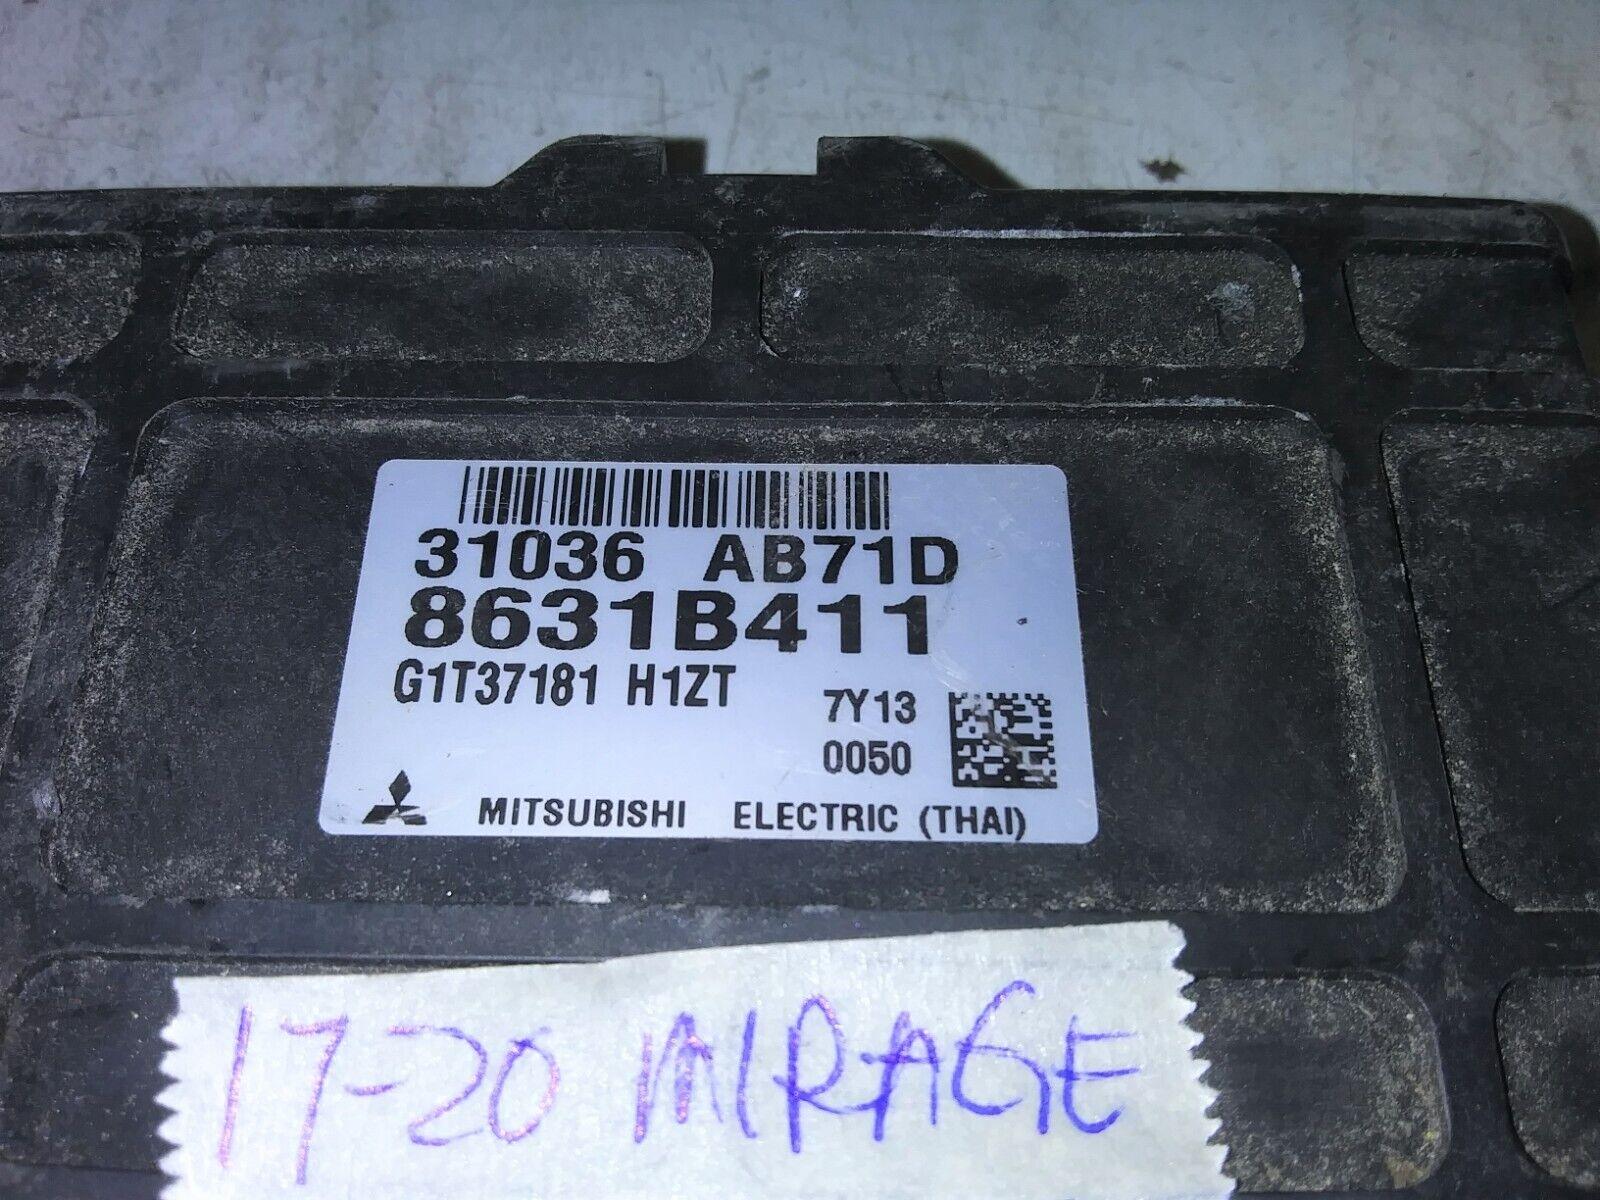 31036 AB71D
8631B411
G1T37181 H1ZT
7Y13
0050
MITSUBISHI ELECTRIC (THAI)
17-20 MIRAGE